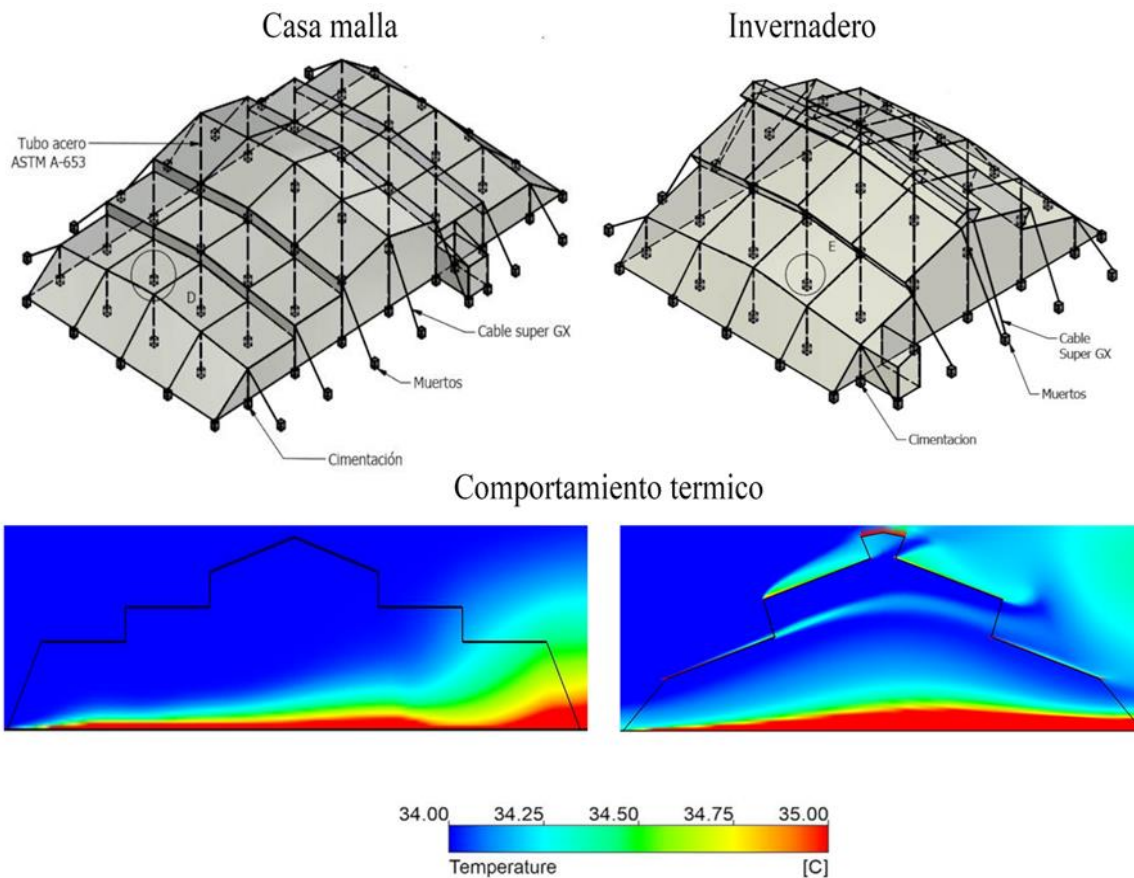 Casa malla
Invernadero
Tubo acero
ASTM A-653
D
Cable super GX
Muertos
Cimentación
E
Cable
Super GX
Muertos
Cimentacion
Comportamiento termico
34.00 34.25 34.50 34.75 35.00
Temperature [C]